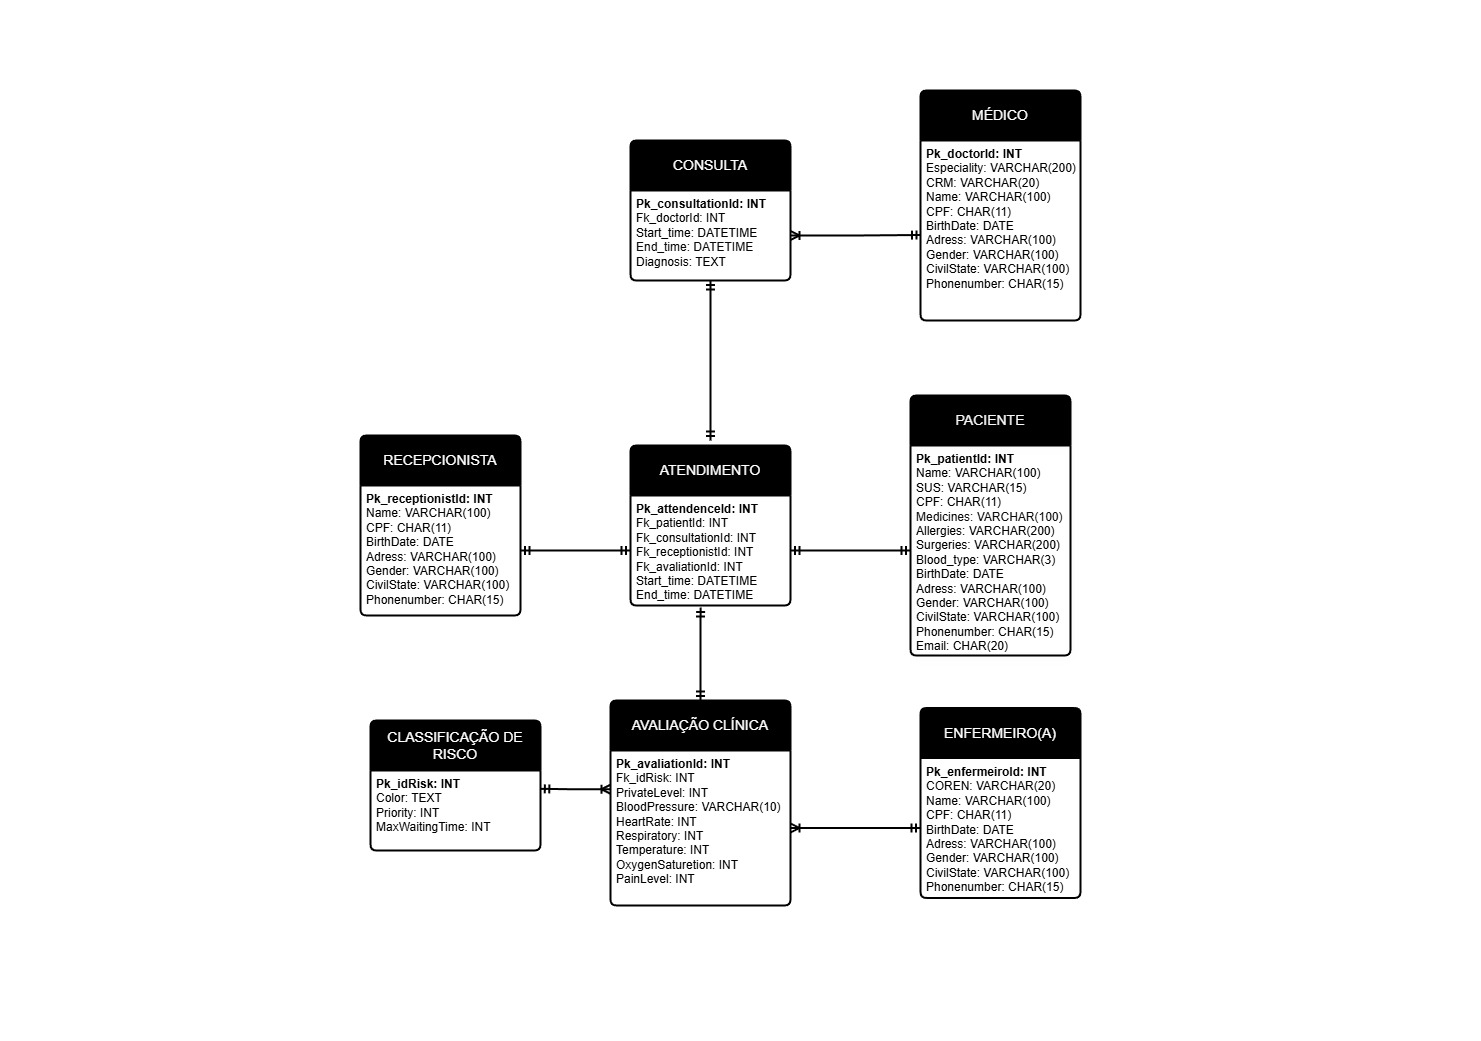 MÉDICO
Pk_doctorId: INT
Especiality: VARCHAR(200)
CRM: VARCHAR(20)
Name: VARCHAR(100)
CPF: CHAR(11)
BirthDate: DATE
Adress: VARCHAR(100)
Gender: VARCHAR(100)
CivilState: VARCHAR(100)
Phonenumber: CHAR(15)
CONSULTA
Pk_consultationId: INT
Fk_doctorId: INT
Start_time: DATETIME
End_time: DATETIME
Diagnosis: TEXT
PACIENTE
Pk_patientId: INT
Name: VARCHAR(100)
SUS: VARCHAR(15)
CPF: CHAR(11)
Medicines: VARCHAR(100)
Allergies: VARCHAR(200)
Surgeries: VARCHAR(200)
Blood_type: VARCHAR(3)
BirthDate: DATE
Adress: VARCHAR(100)
Gender: VARCHAR(100)
CivilState: VARCHAR(100)
Phonenumber: CHAR(15)
Email: CHAR(20)
RECEPCIONISTA
Pk_receptionistId: INT
Name: VARCHAR(100)
CPF: CHAR(11)
BirthDate: DATE
Adress: VARCHAR(100)
Gender: VARCHAR(100)
CivilState: VARCHAR(100)
Phonenumber: CHAR(15)
ATENDIMENTO
Pk_attendenceId: INT
Fk_patientId: INT
Fk_consultationId: INT
Fk_receptionistId: INT
Fk_avaliationId: INT
Start_time: DATETIME
End_time: DATETIME
CLASSIFICAÇÃO DE
RISCO
Pk_idRisk: INT
Color: TEXT
Priority: INT
MaxWaitingTime: INT
AVALIAÇÃO CLÍNICA
Pk_avaliationId: INT
Fk_idRisk: INT
PrivateLevel: INT
BloodPressure: VARCHAR(10)
HeartRate: INT
Respiratory: INT
Temperature: INT
OxygenSaturetion: INT
PainLevel: INT
ENFERMEIRO(A)
Pk_enfermeiroId: INT
COREN: VARCHAR(20)
Name: VARCHAR(100)
CPF: CHAR(11)
BirthDate: DATE
Adress: VARCHAR(100)
Gender: VARCHAR(100)
CivilState: VARCHAR(100)
Phonenumber: CHAR(15)